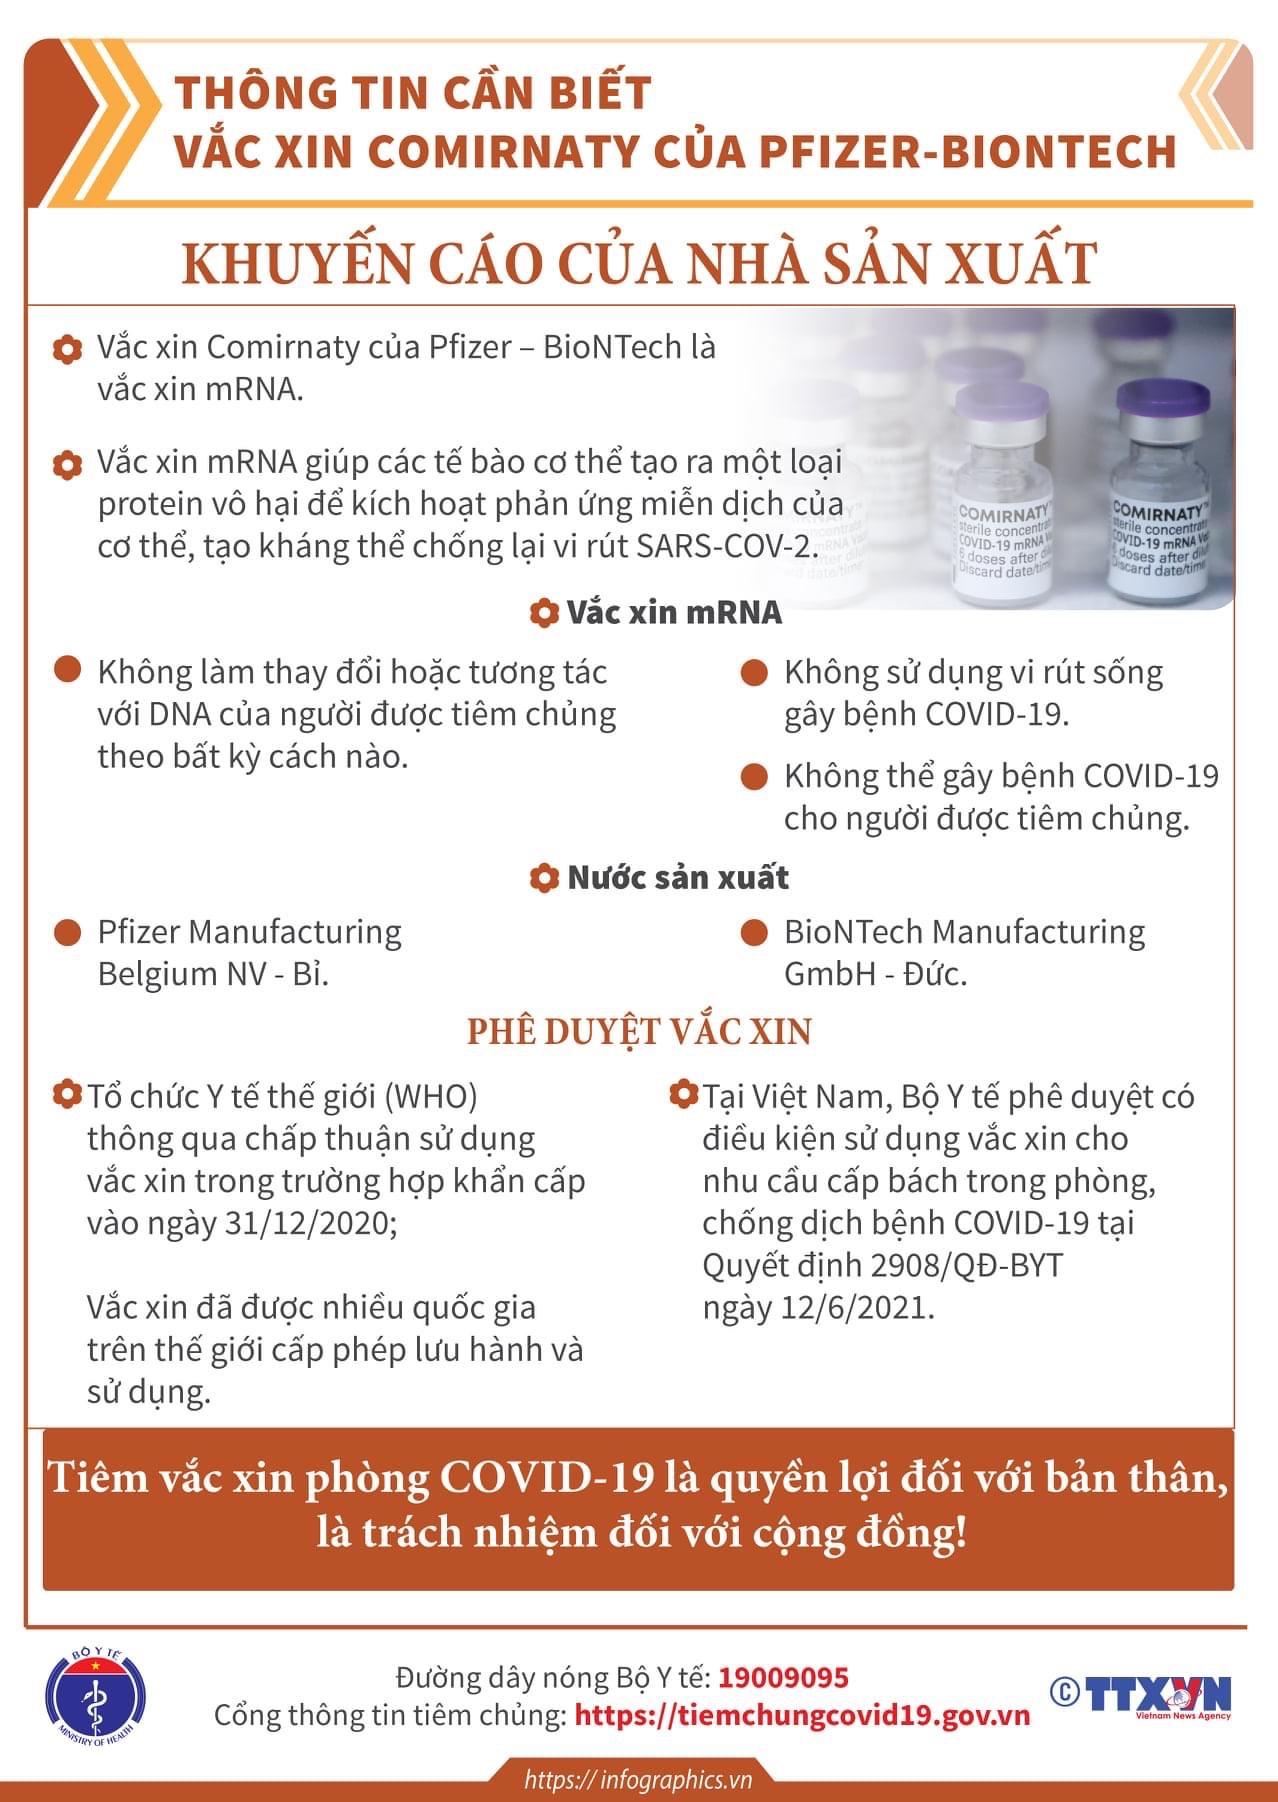 THÔNG TIN CẦN BIẾT
VẮC XIN COMIRNATY CỦA PFIZER-BIONTECH
KHUYẾN CÁO CỦA NHÀ SẢN XUẤT
Vắc xin Comirnaty của Pfizer – BioNTech là
vắc xin mRNA.
Vắc xin mRNA giúp các tế bào cơ thể tạo ra một loại
protein vô hại để kích hoạt phản ứng miễn dịch của
cơ thể, tạo kháng thể chống lại vi rút SARS-COV-2.
COMIRNATY™
sterile concentrate
COVID-19 mRNA
6 doses after
Discard date/time
COMIRNATY™
sterile concentrate
COVID-19 mRNA
6 doses after
Discard date/time
Vắc xin mRNA
Không làm thay đổi hoặc tương tác
với DNA của người được tiêm chủng
theo bất kỳ cách nào.
Không sử dụng vi rút sống
gây bệnh COVID-19.
Không thể gây bệnh COVID-19
cho người được tiêm chủng.
Nước sản xuất
Pfizer Manufacturing
Belgium NV - Bỉ.
BioNTech Manufacturing
GmbH - Đức.
PHÊ DUYỆT VẮC XIN
Tổ chức Y tế thế giới (WHO)
thông qua chấp thuận sử dụng
vắc xin trong trường hợp khẩn cấp
vào ngày 31/12/2020;
Vắc xin đã được nhiều quốc gia
trên thế giới cấp phép lưu hành và
sử dụng.
Tại Việt Nam, Bộ Y tế phê duyệt có
điều kiện sử dụng vắc xin cho
nhu cầu cấp bách trong phòng,
chống dịch bệnh COVID-19 tại
Quyết định 2908/QĐ-BYT
ngày 12/6/2021.
Tiêm vắc xin phòng COVID-19 là quyền lợi đối với bản thân,
là trách nhiệm đối với cộng đồng!
BỘ Y TẾ
MINISTRY OF HEALTH
Đường dây nóng Bộ Y tế: 19009095
Cổng thông tin tiêm chủng: https://tiemchungcovid19.gov.vn
© TTXVN
Vietnam News Agency
https:// infographics.vn